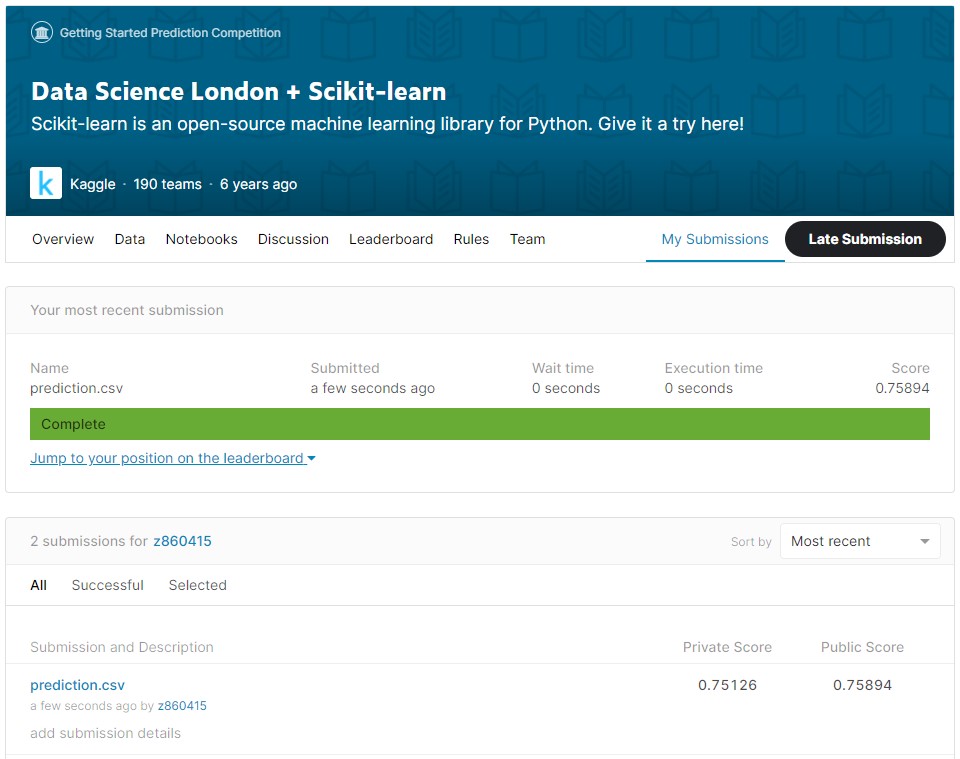 Getting Started Prediction Competition
Data Science London + Scikit-learn
Scikit-learn is an open-source machine learning library for Python. Give it a try here!
k Kaggle · 190 teams · 6 years ago
Overview Data Notebooks Discussion Leaderboard Rules Team My Submissions Late Submission
Your most recent submission
Name Submitted Wait time Execution time Score
prediction.csv a few seconds ago 0 seconds 0 seconds 0.75894
Complete
Jump to your position on the leaderboard
2 submissions for z860415 Sort by Most recent
All Successful Selected
Submission and Description Private Score Public Score
prediction.csv 0.75126 0.75894
a few seconds ago by z860415
add submission details